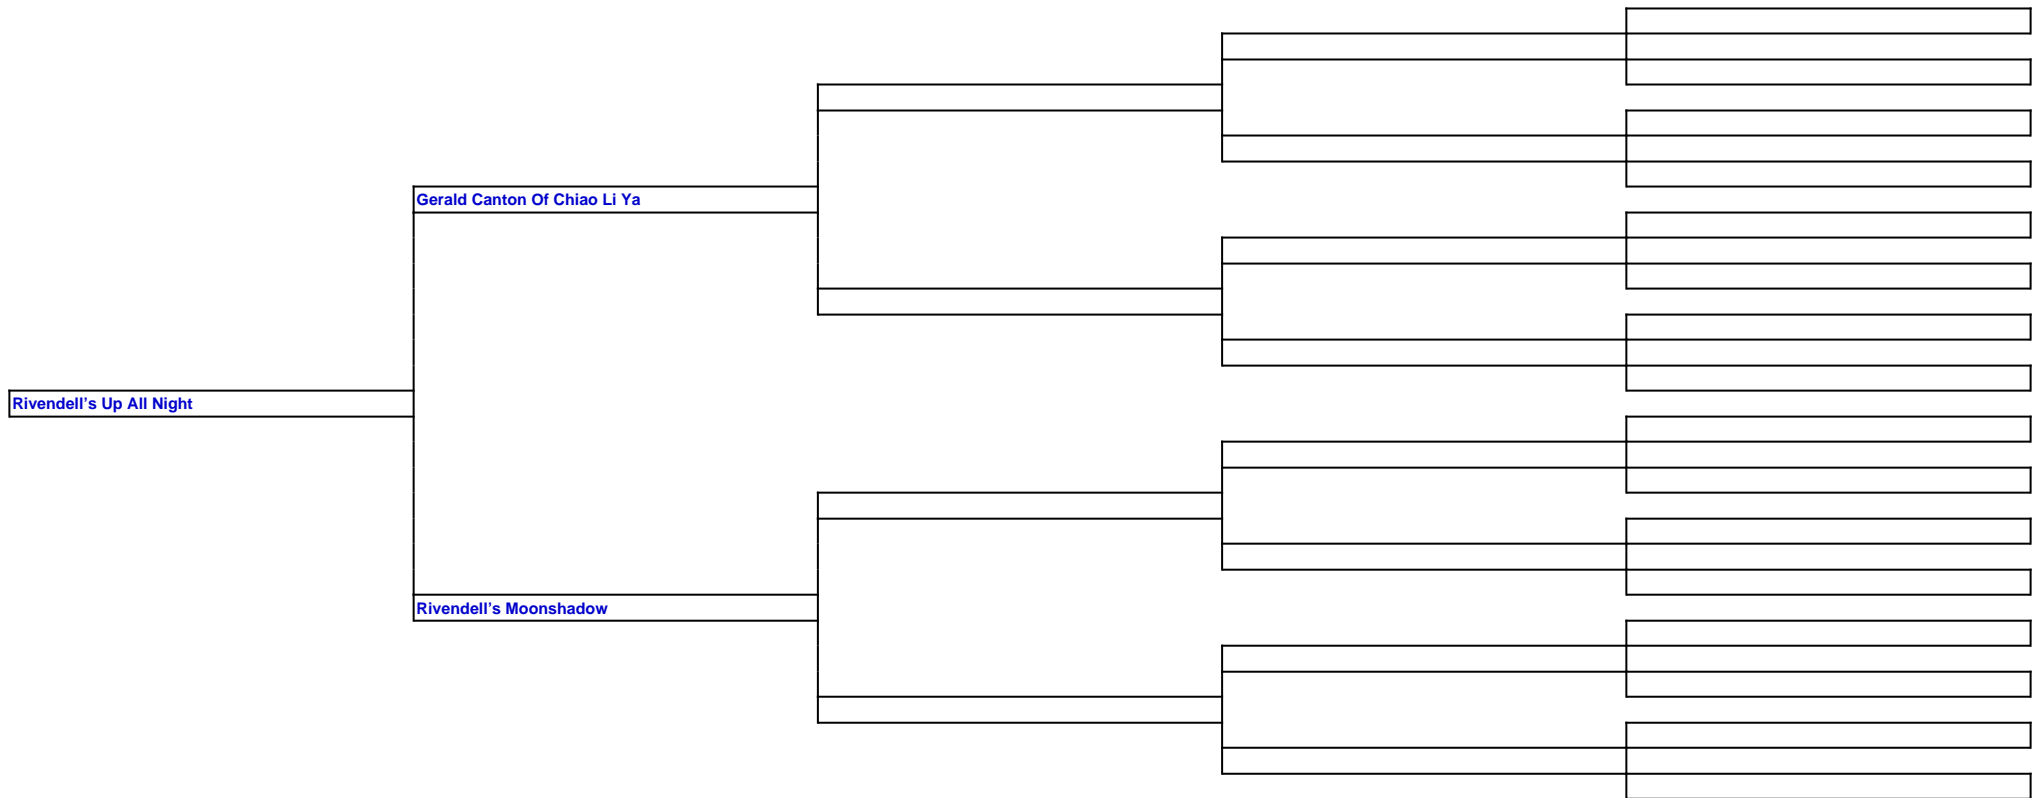 Gerald Canton Of Chiao Li Ya
Rivendell’s Up All Night
Rivendell’s Moonshadow